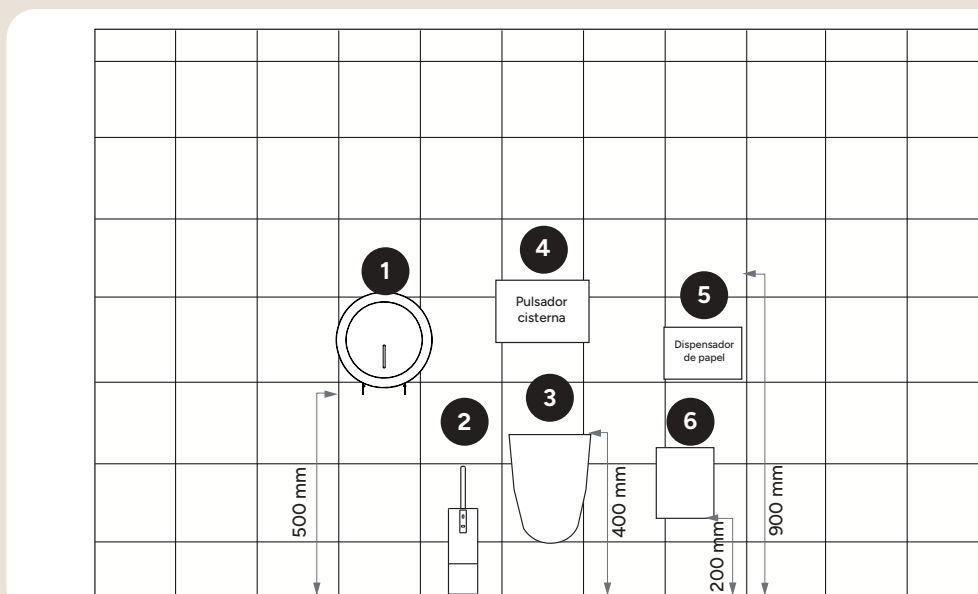 4
Pulsador
cisterna
1
5
Dispensador
de papel
3
2
6
500 mm
400 mm
200 mm
900 mm